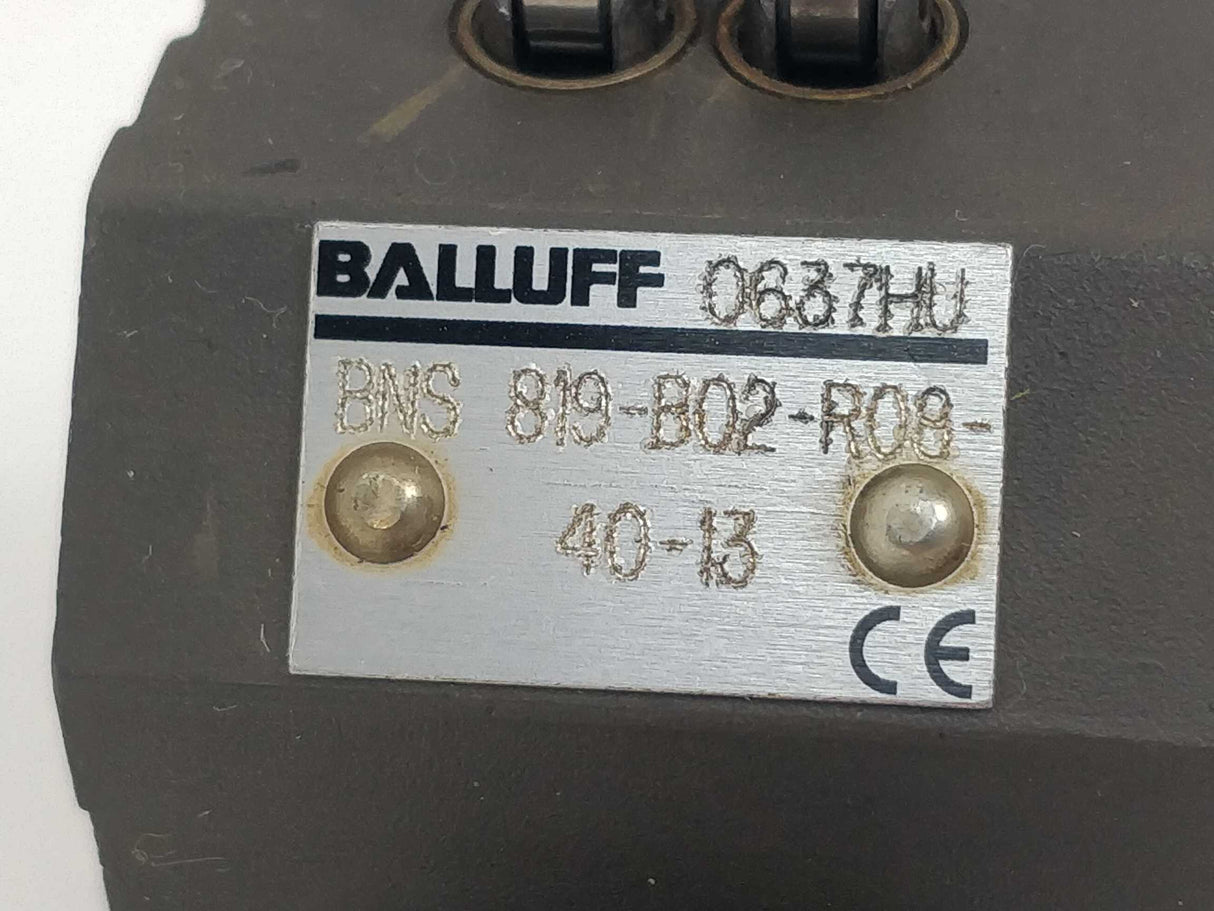 BALLUFF 0637HU
BNS 819-B02-R08-
40-13
CE